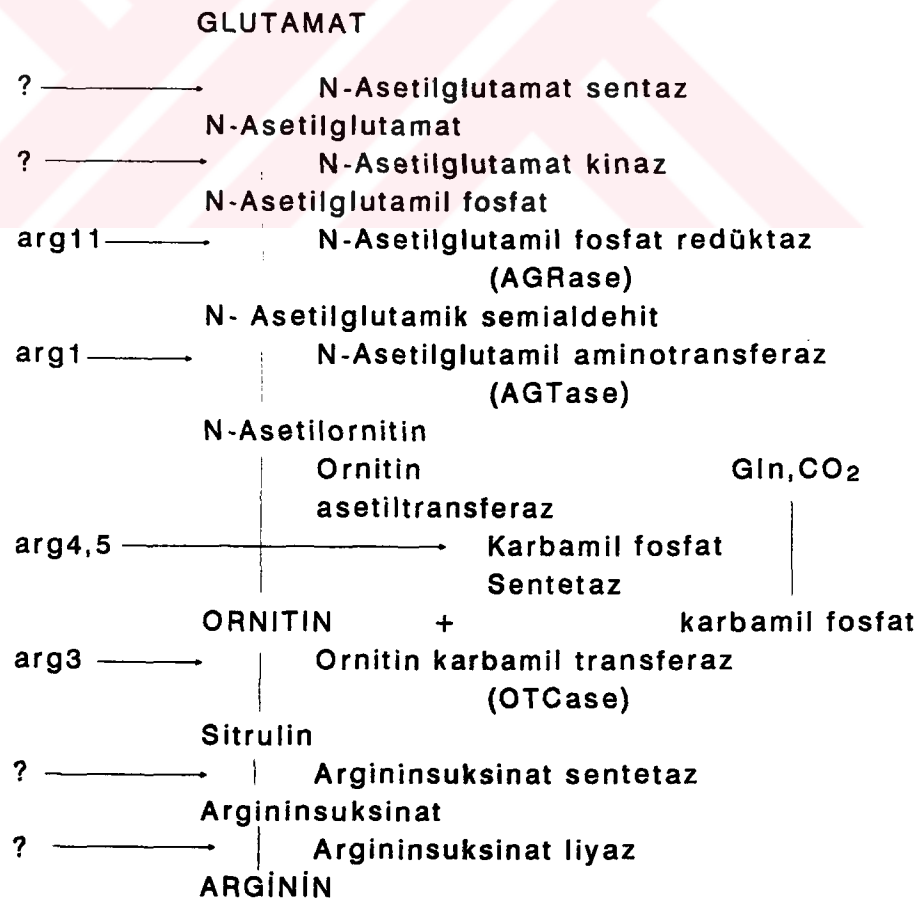 GLUTAMAT
? N-Asetilglutamat sentaz
N-Asetilglutamat
? N-Asetilglutamat kinaz
N-Asetilglutamil fosfat
arg11 N-Asetilglutamil fosfat redüktaz
(AGRase)
N- Asetilglutamik semialdehit
arg1 N-Asetilglutamil aminotransferaz
(AGTase)
N-Asetilornitin
Ornitin Gln,CO2
asetiltransferaz
arg4,5 Karbamil fosfat
Sentetaz
ORNITIN + karbamil fosfat
arg3 Ornitin karbamil transferaz
(OTCase)
Sitrulin
? Argininsuksinat sentetaz
Argininsuksinat
? Argininsuksinat liyaz
ARGİNİN